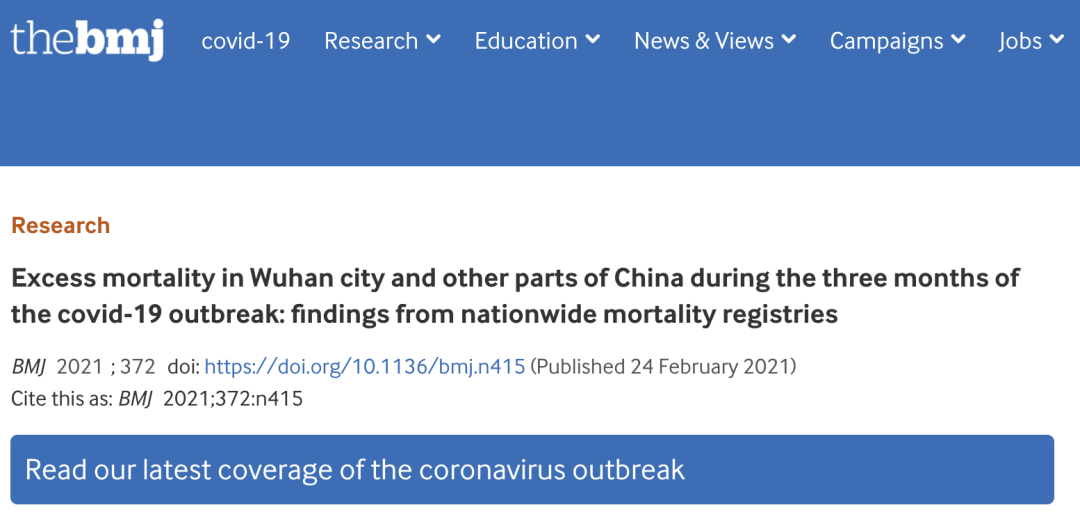 thebmj covid-19 Research Education News & Views Campaigns Jobs
Research
Excess mortality in Wuhan city and other parts of China during the three months of
the covid-19 outbreak: findings from nationwide mortality registries
BMJ 2021 ; 372 doi: https://doi.org/10.1136/bmj.n415 (Published 24 February 2021)
Cite this as: BMJ 2021;372:n415
Read our latest coverage of the coronavirus outbreak